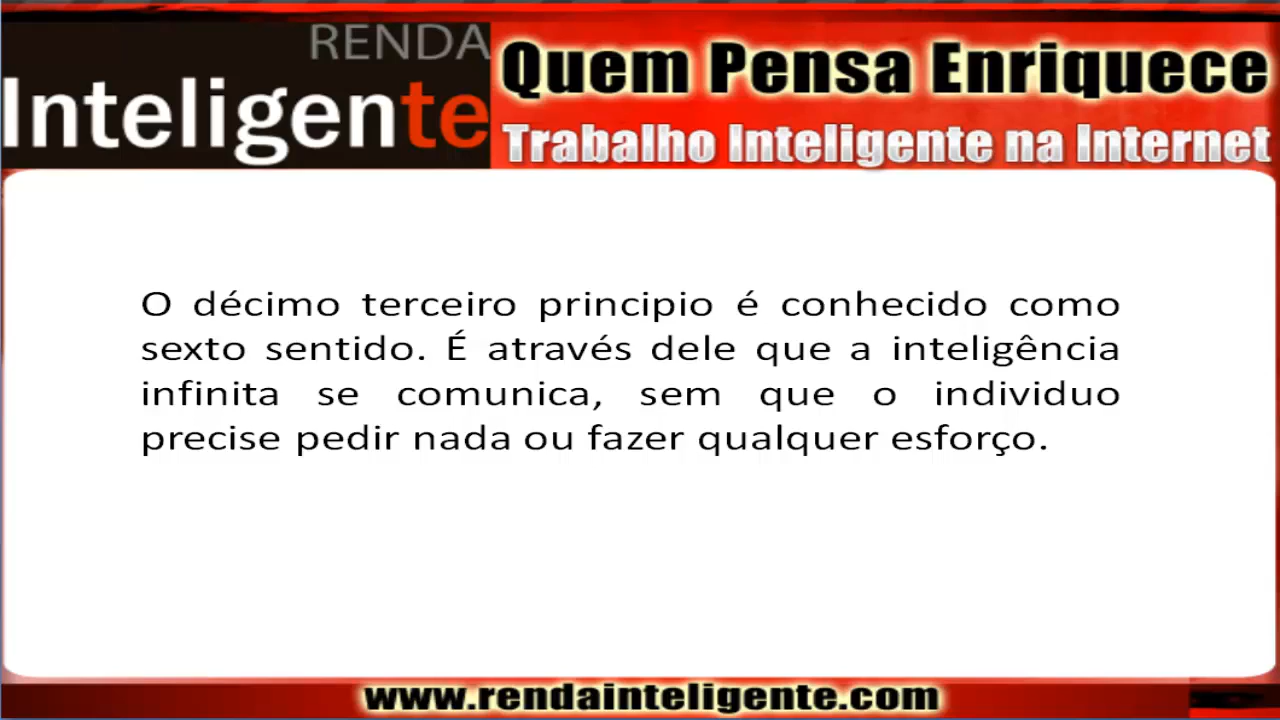 RENDA
Inteligente
Quem Pensa Enriquece
Trabalho Inteligente na Internet
O décimo terceiro principio é conhecido como
sexto sentido. É através dele que a inteligência
infinita se comunica, sem que o individuo
precise pedir nada ou fazer qualquer esforço.
www.rendainteligente.com